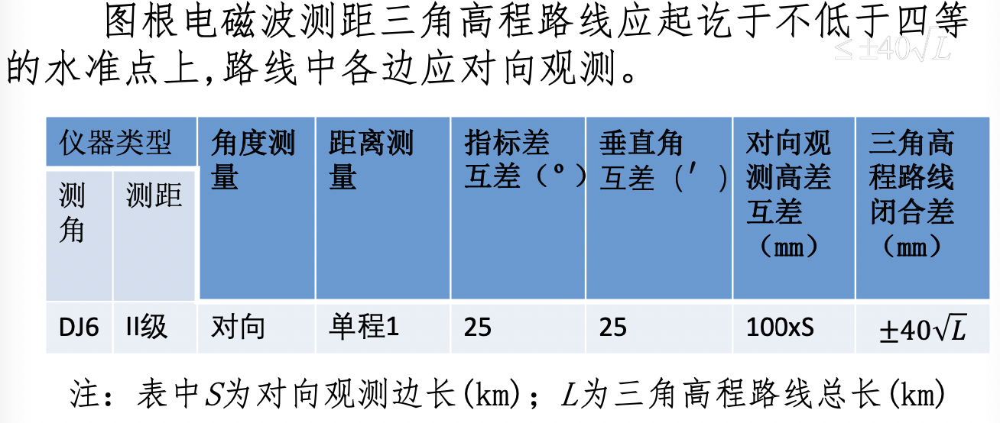 图根电磁波测距三角高程路线应起讫于不低于四等
的水准点上,路线中各边应对向观测。
≤±40√L
仪器类型 角度测量 距离测量 指标差互差（º） 垂直角互差（′） 对向观测高差互差（mm） 三角高程路线闭合差（mm）
测角 测距
DJ6 II级 对向 单程1 25 25 100xS ±40√L
注：表中S为对向观测边长(km)；L为三角高程路线总长(km)